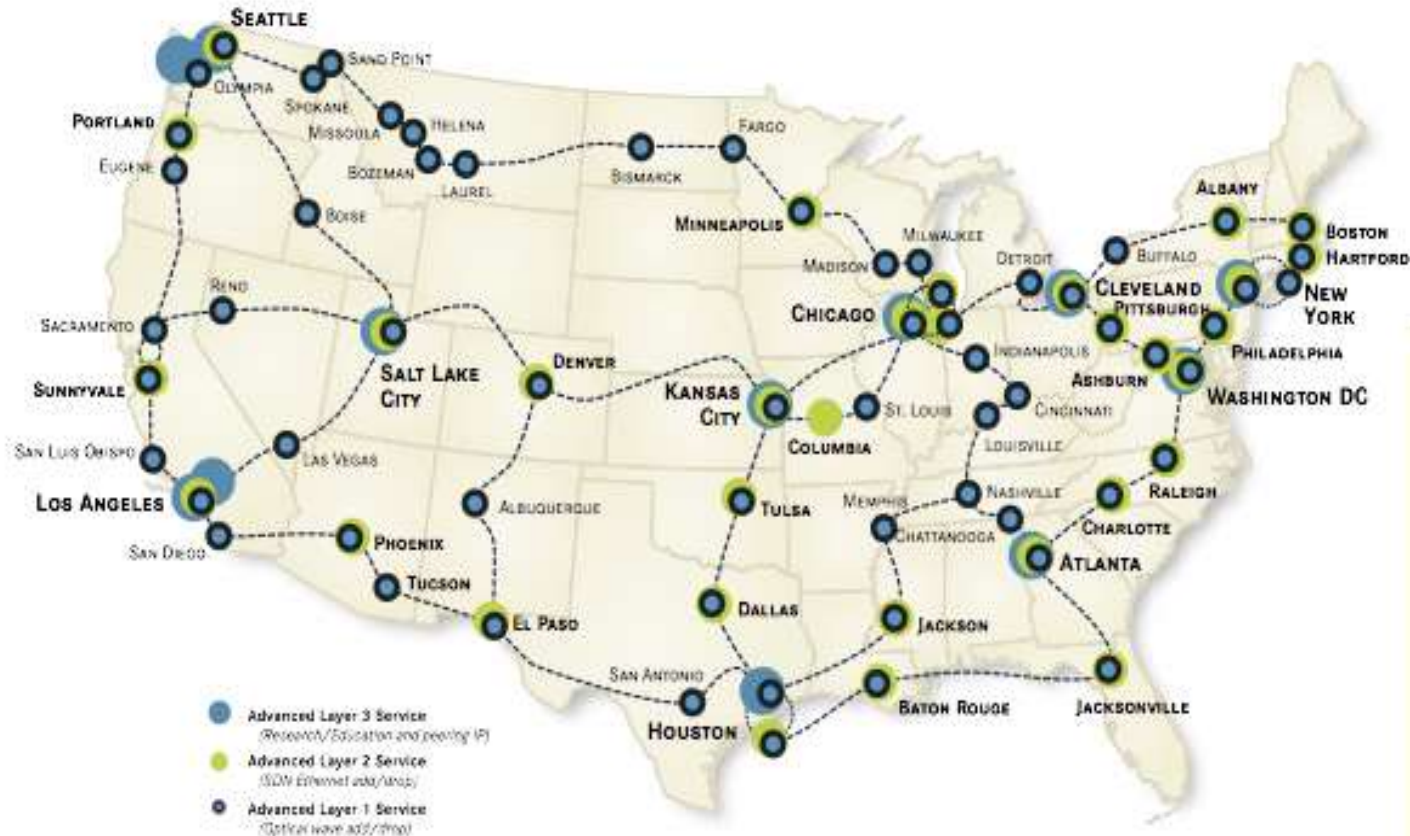 SEATTLE
SAND POINT
OLYMPIA
SPOKANE
PORTLAND
MISSOULA
HELENA
FARGO
EUGENE
BOZEMAN
LAUREL
BISMARCK
ALBANY
BOISE
MINNEAPOLIS
MILWAUKEE
BOSTON
MADISON
DETROIT
BUFFALO
HARTFORD
RENO
CLEVELAND
NEW
YORK
SACRAMENTO
CHICAGO
PITTSBURGH
INDIANAPOLIS
PHILADELPHIA
DENVER
SALT LAKE
CITY
SUNNYVALE
KANSAS
CITY
ASHBURN
WASHINGTON DC
ST. LOUIS
CINCINNATI
COLUMBIA
LOUISVILLE
SAN LUIS OBISPO
LAS VEGAS
LOS ANGELES
ALBUQUERQUE
TULSA
MEMPHIS
NASHVILLE
RALEIGH
CHARLOTTE
SAN DIEGO
PHOENIX
CHATTANOOGA
ATLANTA
TUCSON
DALLAS
EL PASO
JACKSON
SAN ANTONIO
HOUSTON
BATON ROUGE
JACKSONVILLE
Advanced Layer 3 Service
(Research/Education and peering IP)
Advanced Layer 2 Service
(SDN Ethernet add/drop)
Advanced Layer 1 Service
(Optical wave add/drop)